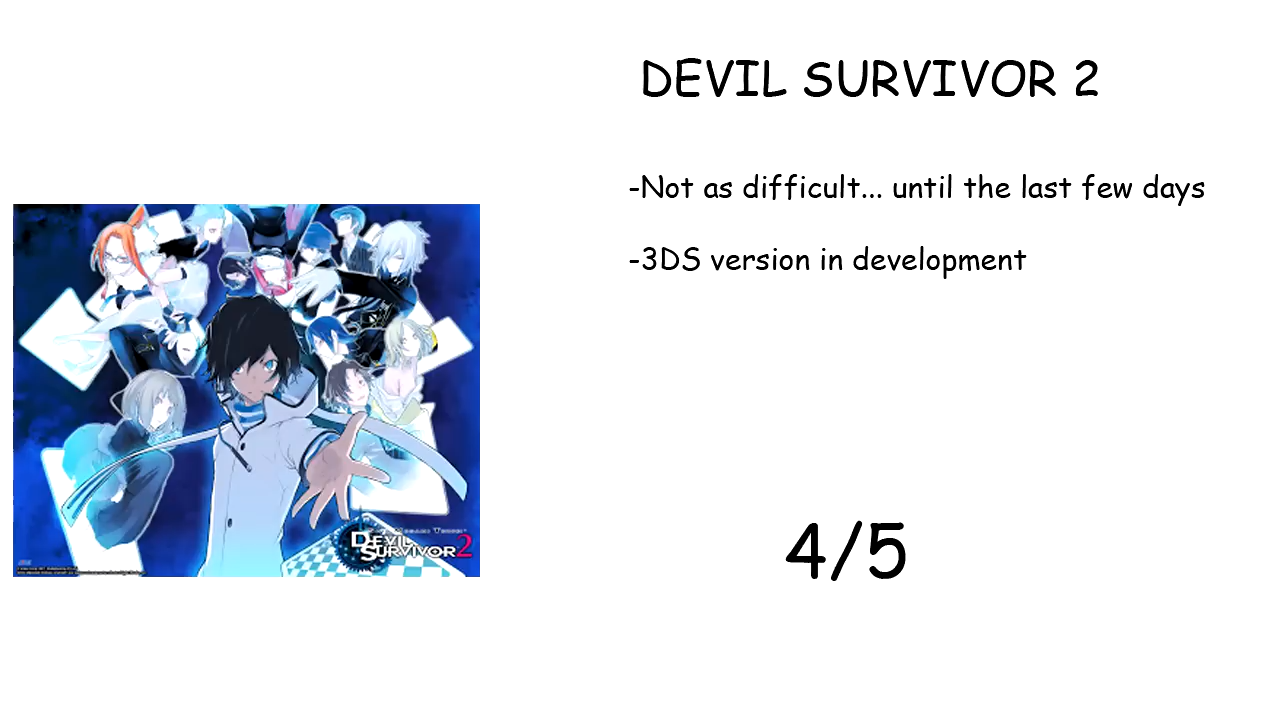 DEVIL SURVIVOR 2
-Not as difficult... until the last few days
-3DS version in development
DEVIL
SURVIVOR 2
4/5